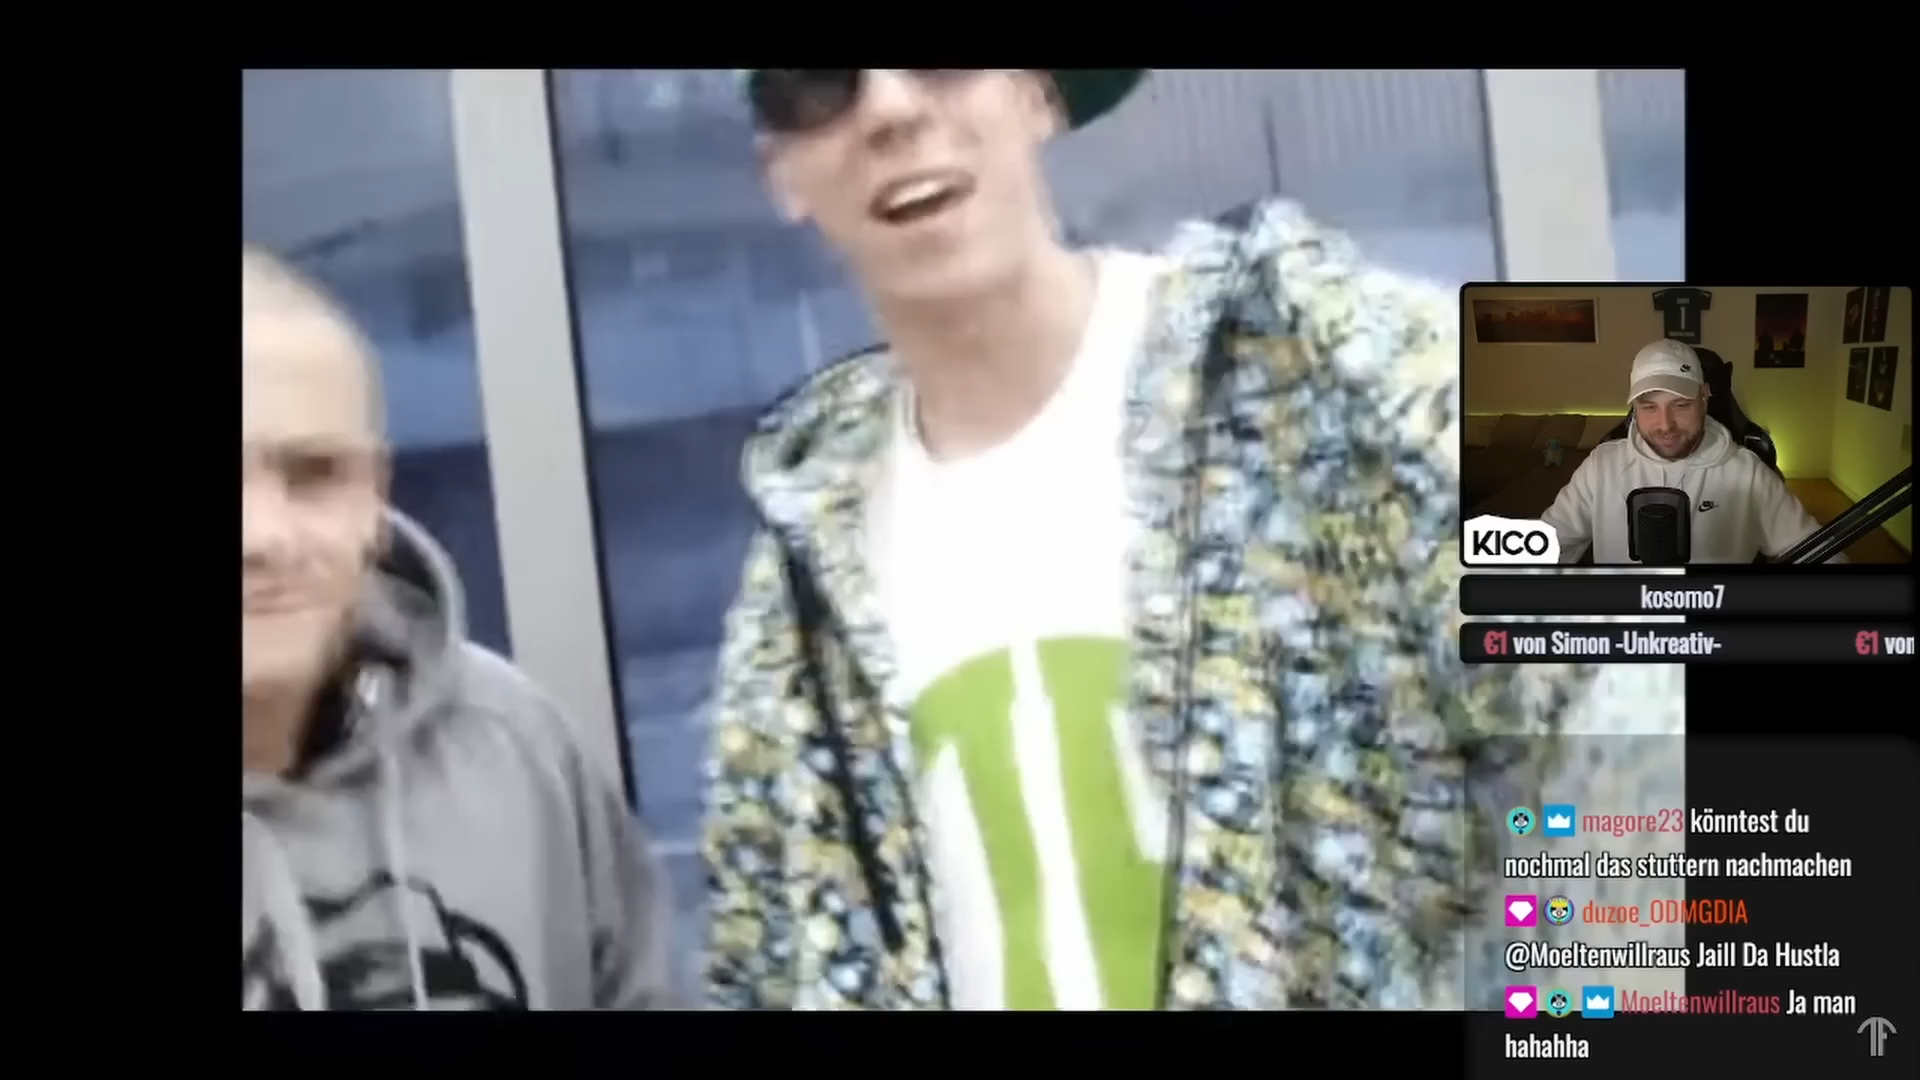 KICO
kosomo7
€1 von Simon -Unkreativ-
€1 von
magore23 könntest du
nochmal das stuttern nachmachen
duzoe_ODMGDIA
@Moeltenwillraus Jaill Da Hustla
Moeltenwillraus Ja man
hahahha